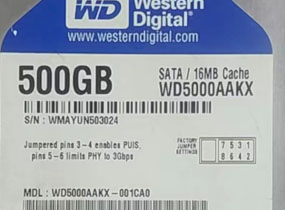 WD Western
Digital®
www.westerndigital.com
500GB
SATA / 16MB Cache
WD5000AAKX
S/N : WMAYUN503024
Jumpered pins 3-4 enables PUIS,
pins 5-6 limits PHY to 3Gbps
FACTORY
JUMPER
SETTINGS
7 5 3 1
8 6 4 2
MDL : WD5000AAKX-001CA0